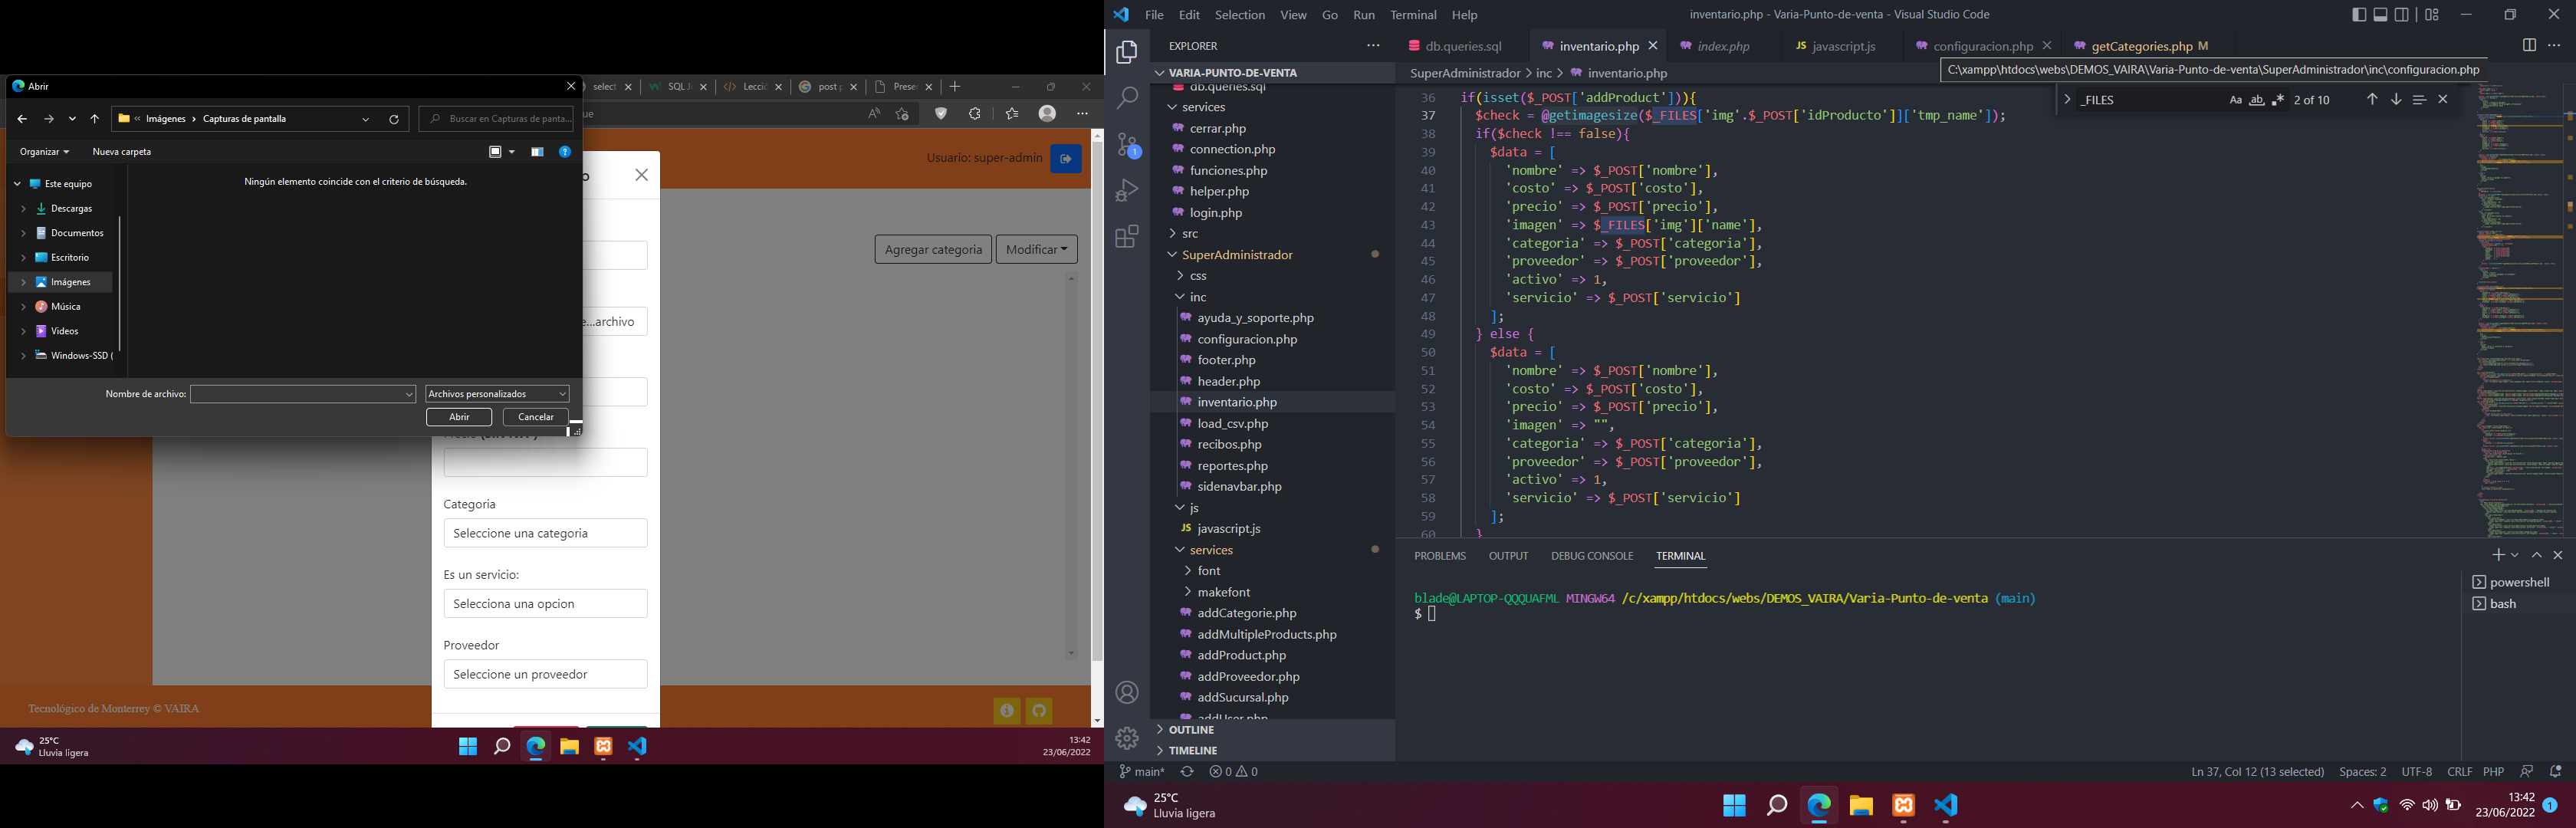 Abrir
select
SQL J
Lecció
post p
Prese
Imágenes
Capturas de pantalla
Buscar en Capturas de panta...
ue
Organizar
Nueva carpeta
Usuario: super-admin
Este equipo
Descargas
Documentos
Escritorio
Imágenes
Música
Videos
Windows-SSD (
Ningún elemento coincide con el criterio de búsqueda.
Agregar categoria
Modificar
e...archivo
Nombre de archivo:
Archivos personalizados
Abrir
Cancelar
Categoria
Seleccione una categoria
Es un servicio:
Selecciona una opcion
Proveedor
Seleccione un proveedor
Tecnológico de Monterrey © VAIRA
25°C
Lluvia ligera
13:42
23/06/2022
File Edit Selection View Go Run Terminal Help
inventario.php - Varia-Punto-de-venta - Visual Studio Code
EXPLORER
VARIA-PUNTO-DE-VENTA
db.queries.sql
services
cerrar.php
connection.php
funciones.php
helper.php
login.php
src
SuperAdministrador
css
inc
ayuda_y_soporte.php
configuracion.php
footer.php
header.php
inventario.php
load_csv.php
recibos.php
reportes.php
sidenavbar.php
js
JS javascript.js
services
font
makefont
addCategorie.php
addMultipleProducts.php
addProduct.php
addProveedor.php
addSucursal.php
addUser.php
OUTLINE
TIMELINE
db.queries.sql
inventario.php
index.php
JS javascript.js
configuracion.php
getCategories.php M
SuperAdministrador > inc > inventario.php
C:\xampp\htdocs\webs\DEMOS_VAIRA\Varia-Punto-de-venta\SuperAdministrador\inc\configuracion.php
_FILES
Aa ab 2 of 10
36 if(isset($_POST['addProduct'])){
37 $check = @getimagesize($_FILES['img'.$_POST['idProducto']]['tmp_name']);
38 if($check !== false){
39 $data = [
40 'nombre' => $_POST['nombre'],
41 'costo' => $_POST['costo'],
42 'precio' => $_POST['precio'],
43 'imagen' => $_FILES['img']['name'],
44 'categoria' => $_POST['categoria'],
45 'proveedor' => $_POST['proveedor'],
46 'activo' => 1,
47 'servicio' => $_POST['servicio']
48 ];
49 } else {
50 $data = [
51 'nombre' => $_POST['nombre'],
52 'costo' => $_POST['costo'],
53 'precio' => $_POST['precio'],
54 'imagen' => "",
55 'categoria' => $_POST['categoria'],
56 'proveedor' => $_POST['proveedor'],
57 'activo' => 1,
58 'servicio' => $_POST['servicio']
59 ];
60 }
PROBLEMS OUTPUT DEBUG CONSOLE TERMINAL
blade@LAPTOP-QQQUAFML MINGW64 /c/xampp/htdocs/webs/DEMOS_VAIRA/Varia-Punto-de-venta (main)
$
powershell
bash
main*
0 0
Ln 37, Col 12 (13 selected) Spaces: 2 UTF-8 CRLF PHP
25°C
Lluvia ligera
13:42
23/06/2022
1